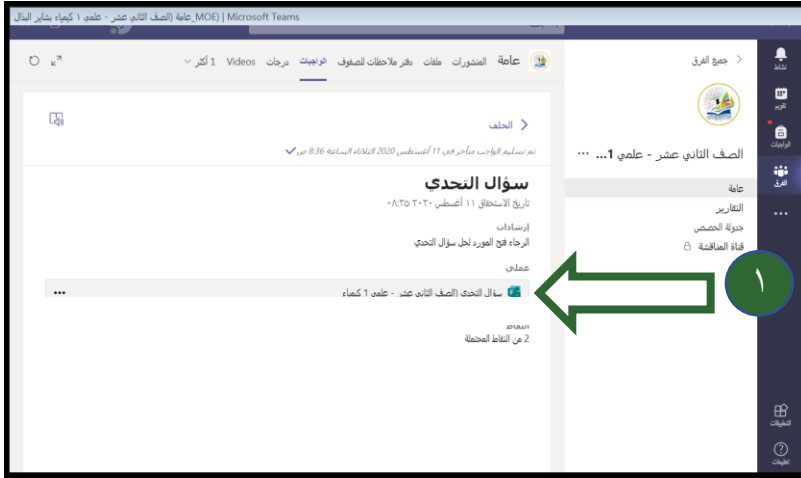 عامة (الصف الثاني عشر - علمي ١ كيمياء بشاير البذال_MOE) | Microsoft Teams
نشاط
تقويم
الواجبات
الفرق
التطبيقات
تعليمات
جميع الفرق
الصف الثاني عشر - علمي 1... ...
عامة
التقارير
جدولة الحصص
قناة المناقشة
عامة المنشورات ملفات دفتر ملاحظات للصفوف الواجبات درجات Videos 1 أكثر
الخلف
تم تسليم الواجب متأخر في 11 أغسطس 2020 الثلاثاء الساعة 8:36 ص
سؤال التحدي
تاريخ الاستحقاق ١١ أغسطس ٢٠٢٠ ٠٨:٣٥
إرشادات
الرجاء فتح المورد لحل سؤال التحدي
عملي
سؤال التحدي (الصف الثاني عشر - علمي 1 كيمياء
النقاط
2 من النقاط المحتملة
١